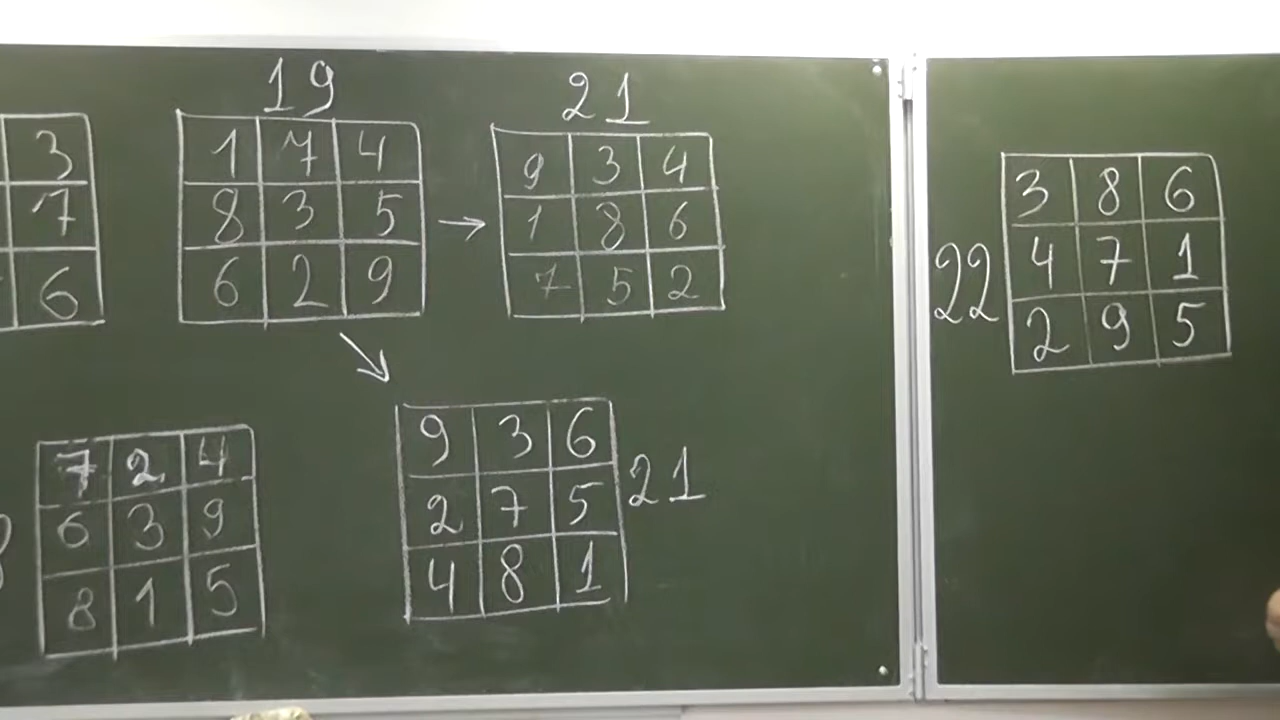 3
7
6
19
1 7 4
8 3 5
6 2 9
→
21
9 3 4
1 8 6
7 5 2
22
3 8 6
4 7 1
2 9 5
7 2 4
6 3 9
8 1 5
9 3 6
2 7 5
4 8 1
21